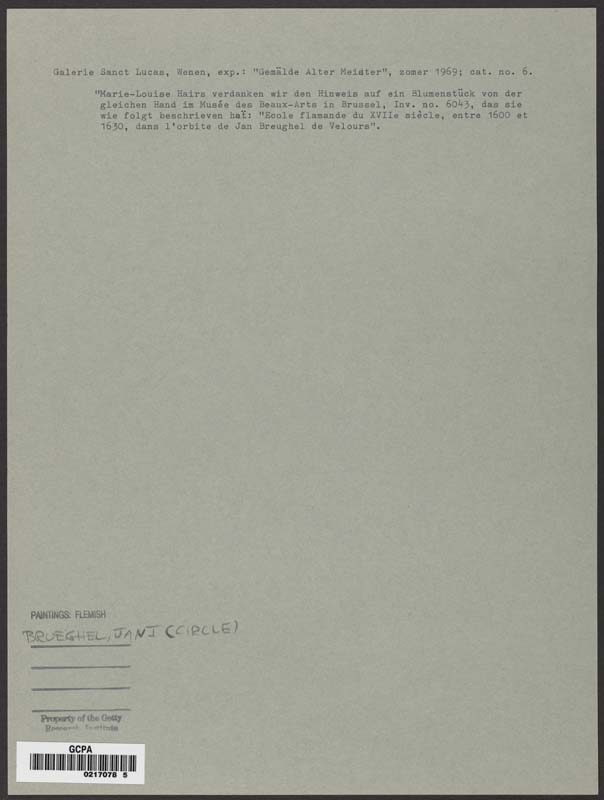 Galerie Sanct Lucas, Wenen, exp.: "Gemälde Alter Meister", zomer 1969; cat. no. 6.
"Marie-Louise Hairs verdanken wir den Hinweis auf ein Blumenstück von der
gleichen Hand im Musée des Beaux-Arts in Brussel, Inv. no. 6043, das sie
wie folgt beschrieven hat: "Ecole flamande du XVIIe siècle, entre 1600 et
1630, dans l'orbite de Jan Breughel de Velours".
PAINTINGS: FLEMISH
BRUEGHEL, JAN I (CIRCLE)
Property of the Getty
Research Institute
GCPA
0217078 5